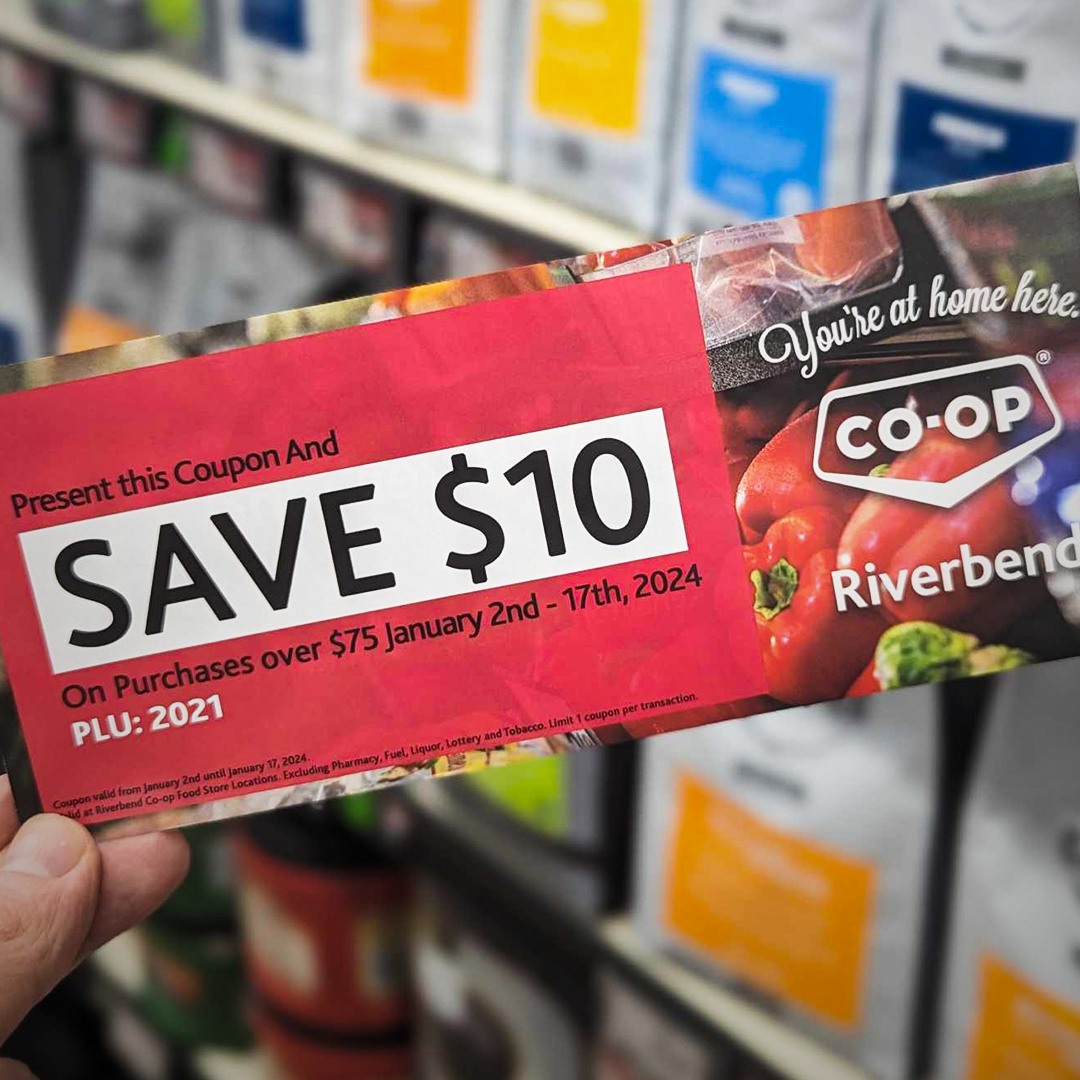 You're at home here.
CO-OP®
Riverbend
Present this Coupon And
SAVE $10
On Purchases over $75 January 2nd - 17th, 2024
PLU: 2021
Coupon valid from January 2nd until January 17, 2024.
at Riverbend Co-op Food Store Locations. Excluding Pharmacy, Fuel, Liquor, Lottery and Tobacco. Limit 1 coupon per transaction.